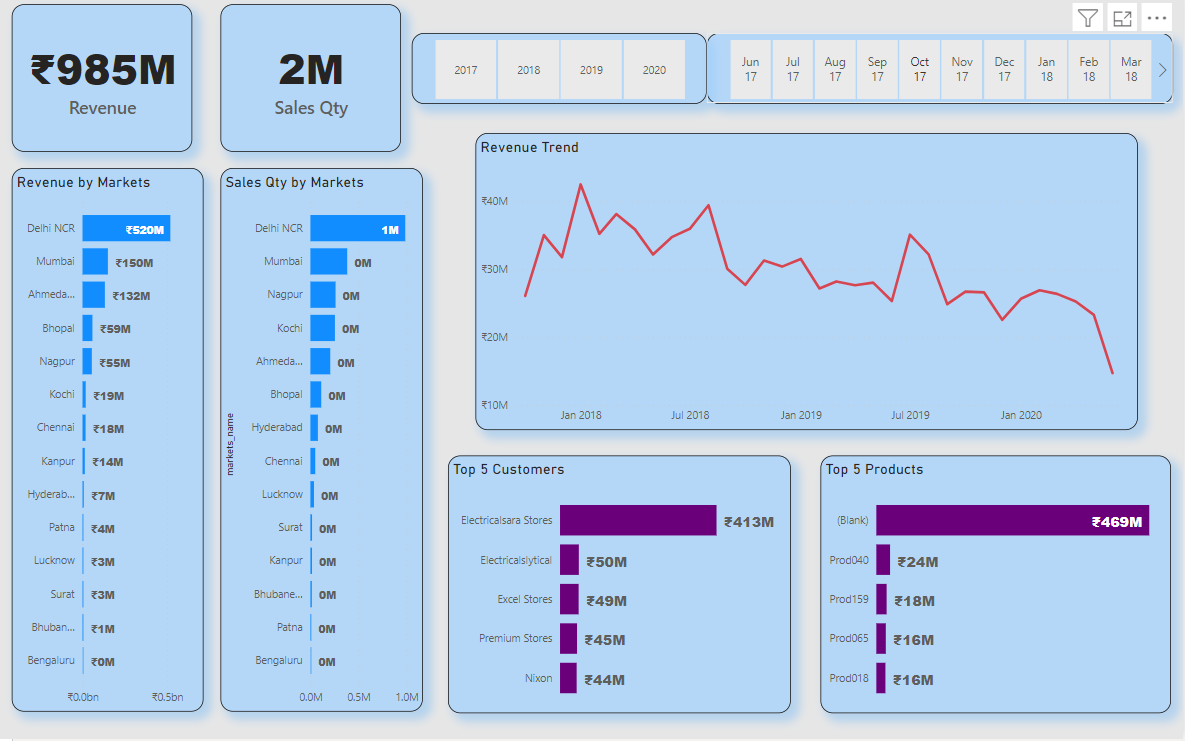 ₹985M
Revenue
2M
Sales Qty
2017 2018 2019 2020
Jun 17 Jul 17 Aug 17 Sep 17 Oct 17 Nov 17 Dec 17 Jan 18 Feb 18 Mar 18
Revenue by Markets
Delhi NCR ₹520M
Mumbai ₹150M
Ahmeda... ₹132M
Bhopal ₹59M
Nagpur ₹55M
Kochi ₹19M
Chennai ₹18M
Kanpur ₹14M
Hyderab... ₹7M
Patna ₹4M
Lucknow ₹3M
Surat ₹3M
Bhuban... ₹1M
Bengaluru ₹0M
₹0.0bn ₹0.5bn
Sales Qty by Markets
markets_name
Delhi NCR 1M
Mumbai 0M
Nagpur 0M
Kochi 0M
Ahmeda... 0M
Bhopal 0M
Hyderabad 0M
Chennai 0M
Lucknow 0M
Surat 0M
Kanpur 0M
Bhubane... 0M
Patna 0M
Bengaluru 0M
0.0M 0.5M 1.0M
Revenue Trend
₹40M
₹30M
₹20M
₹10M
Jan 2018 Jul 2018 Jan 2019 Jul 2019 Jan 2020
Top 5 Customers
Electricalsara Stores ₹413M
Electricalslytical ₹50M
Excel Stores ₹49M
Premium Stores ₹45M
Nixon ₹44M
Top 5 Products
(Blank) ₹469M
Prod040 ₹24M
Prod159 ₹18M
Prod065 ₹16M
Prod018 ₹16M